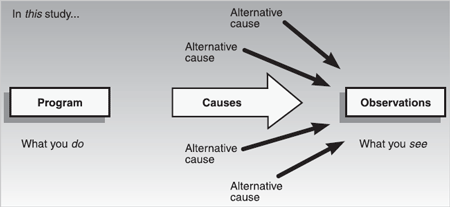 In this study...
Alternative
cause
Alternative
cause
Program
Causes
Observations
What you do
What you see
Alternative
cause
Alternative
cause